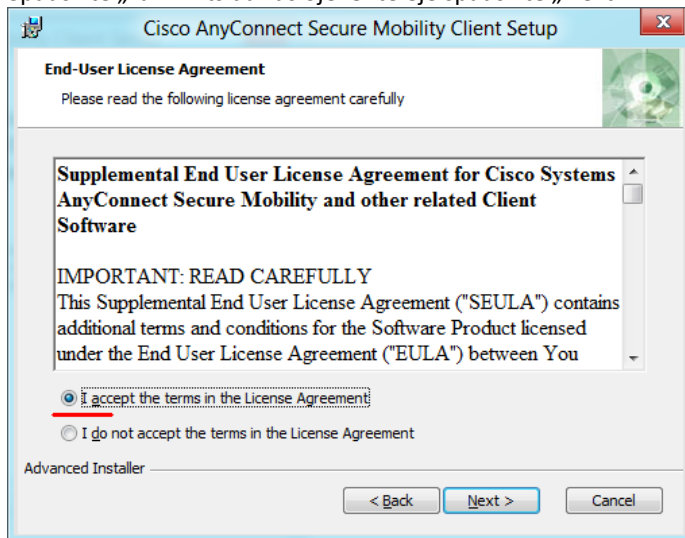 Cisco AnyConnect Secure Mobility Client Setup
End-User License Agreement
Please read the following license agreement carefully
Supplemental End User License Agreement for Cisco Systems
AnyConnect Secure Mobility and other related Client
Software
IMPORTANT: READ CAREFULLY
This Supplemental End User License Agreement ("SEULA") contains
additional terms and conditions for the Software Product licensed
under the End User License Agreement ("EULA") between You
I accept the terms in the License Agreement
I do not accept the terms in the License Agreement
Advanced Installer
< Back Next > Cancel